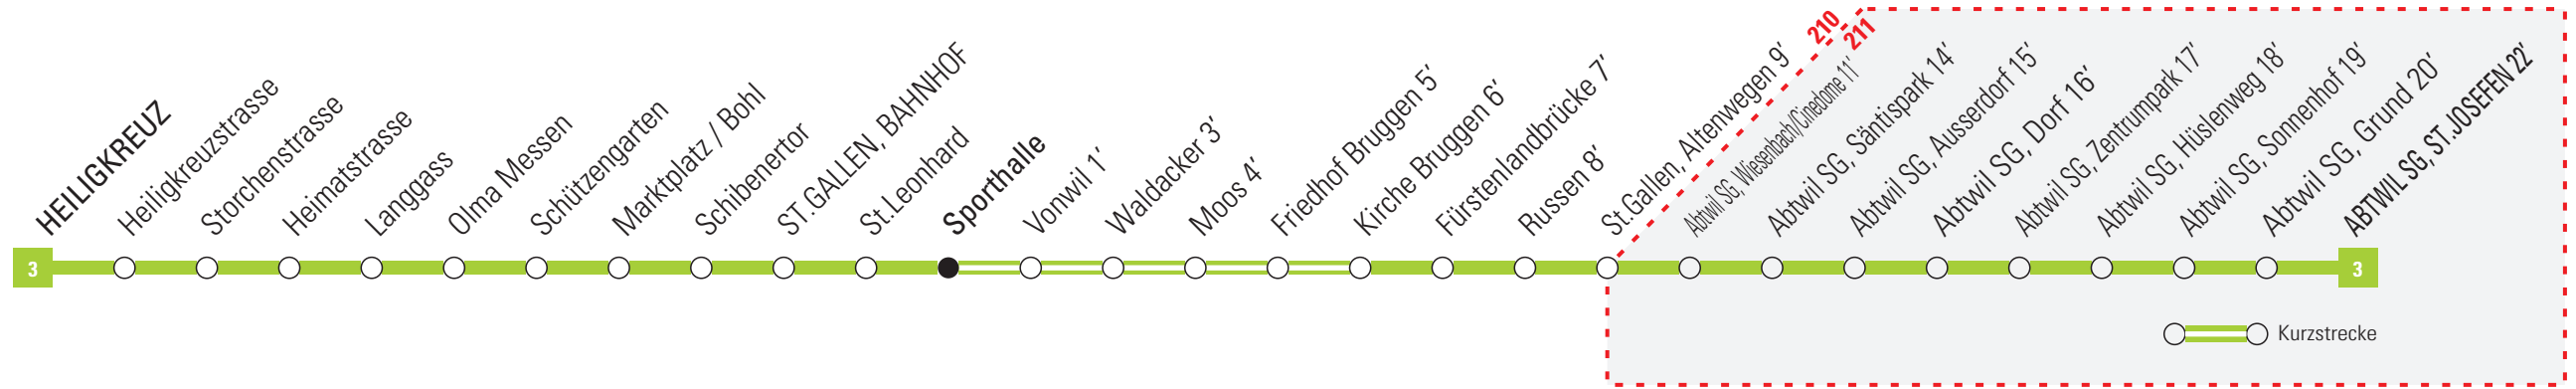 HEILIGKREUZ
Heiligkreuzstrasse
Storchenstrasse
Heimatstrasse
Langgass
Olma Messen
Schützengarten
Marktplatz / Bohl
Schibenertor
ST.GALLEN, BAHNHOF
St.Leonhard
Sporthalle
Vonwil 1'
Waldacker 3'
Moos 4'
Friedhof Bruggen 5'
Kirche Bruggen 6'
Fürstenlandbrücke 7'
Russen 8'
St.Gallen, Altenwegen 9'
210
211
Abtwil SG, Wiesenbach/Cinedome 11'
Abtwil SG, Säntispark 14'
Abtwil SG, Ausserdorf 15'
Abtwil SG, Dorf 16'
Abtwil SG, Zentrumpark 17'
Abtwil SG, Hüslenweg 18'
Abtwil SG, Sonnenhof 19'
Abtwil SG, Grund 20'
ABTWIL SG, ST.JOSEFEN 22'
3
3
Kurzstrecke